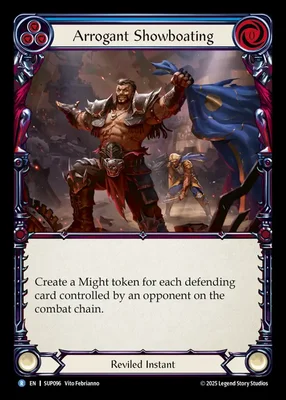 Arrogant Showboating
Create a Might token for each defending
card controlled by an opponent on the
combat chain.
Reviled Instant
R EN | SUP096 Vito Febrianno
© 2025 Legend Story Studios